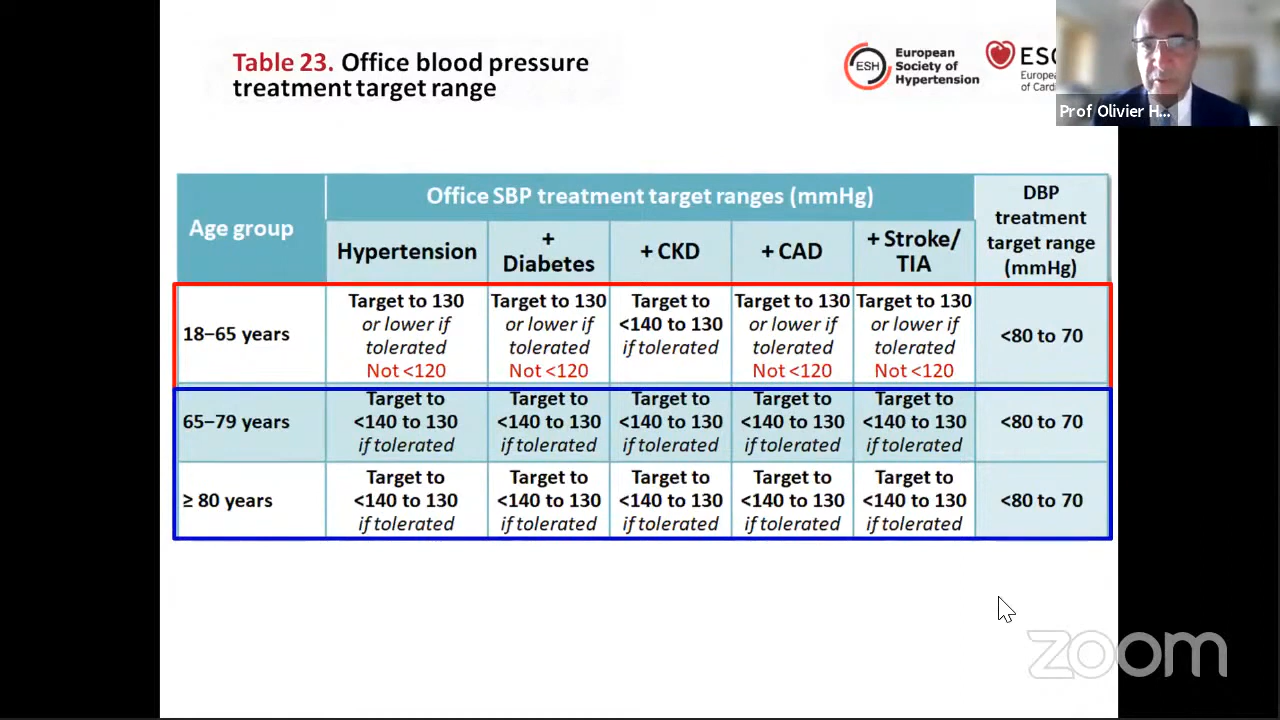 Table 23. Office blood pressure
treatment target range
ESH
European
Society of
Hypertension
ESC
Europe
of Card
Prof Olivier H...
Age group
Office SBP treatment target ranges (mmHg)
DBP
treatment
target range
(mmHg)
Hypertension
+
Diabetes
+ CKD
+ CAD
+ Stroke/
TIA
18–65 years
Target to 130
or lower if
tolerated
Not <120
Target to 130
or lower if
tolerated
Not <120
Target to
<140 to 130
if tolerated
Target to 130
or lower if
tolerated
Not <120
Target to 130
or lower if
tolerated
Not <120
<80 to 70
65–79 years
Target to
<140 to 130
if tolerated
Target to
<140 to 130
if tolerated
Target to
<140 to 130
if tolerated
Target to
<140 to 130
if tolerated
Target to
<140 to 130
if tolerated
<80 to 70
≥ 80 years
Target to
<140 to 130
if tolerated
Target to
<140 to 130
if tolerated
Target to
<140 to 130
if tolerated
Target to
<140 to 130
if tolerated
Target to
<140 to 130
if tolerated
<80 to 70
zoom